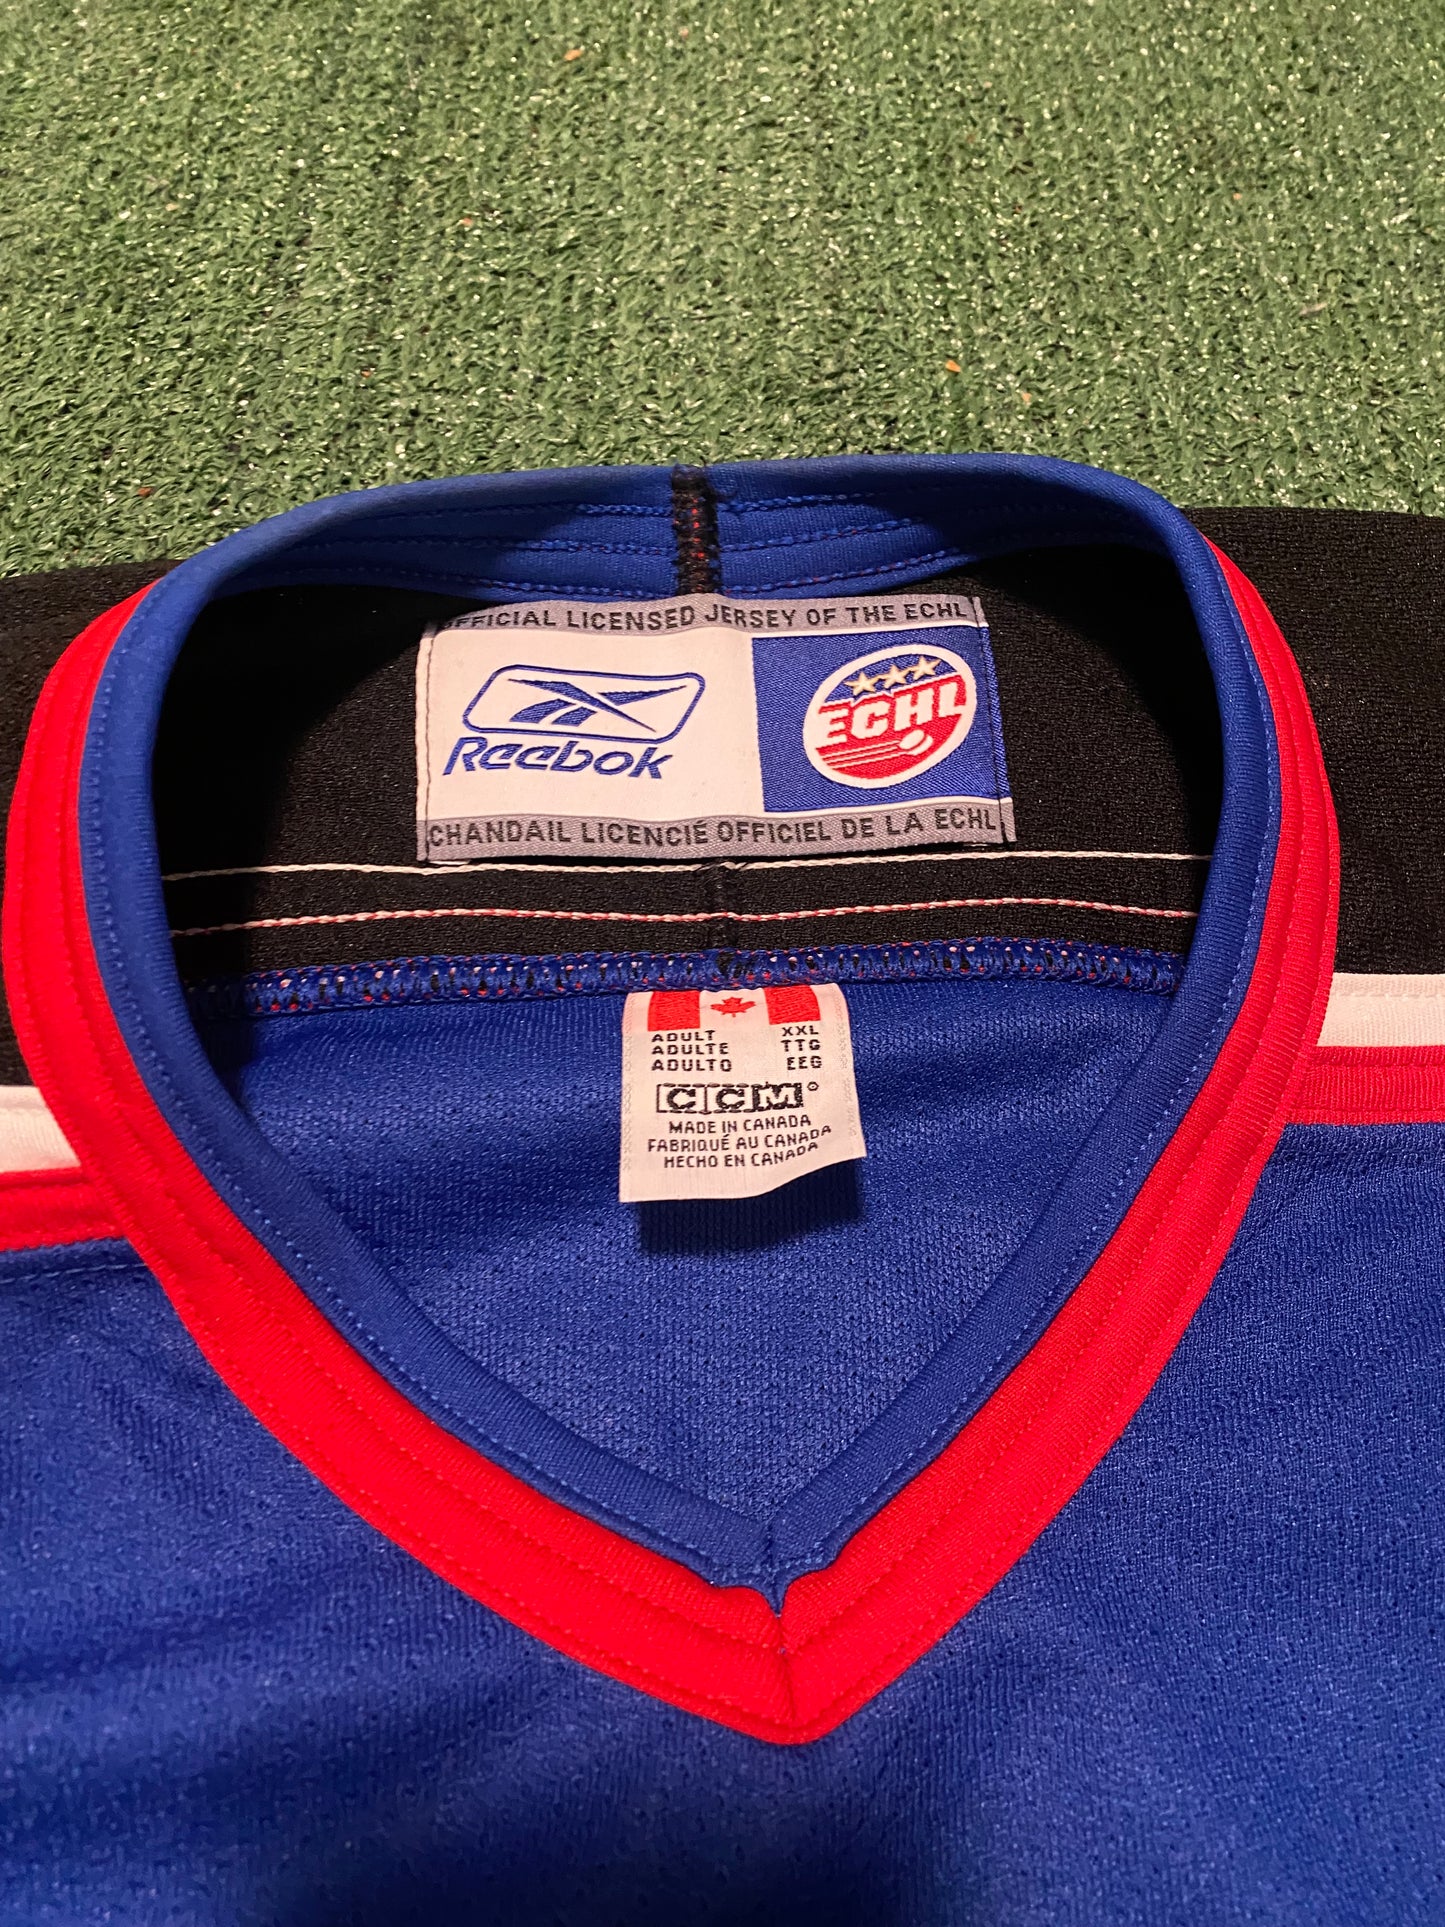 OFFICIAL LICENSED JERSEY OF THE ECHL
Reebok
ECHL
CHANDAIL LICENCIÉ OFFICIEL DE LA ECHL
ADULT XXL
ADULTE TTG
ADULTO EEG
CCM
MADE IN CANADA
FABRIQUÉ AU CANADA
HECHO EN CANADA